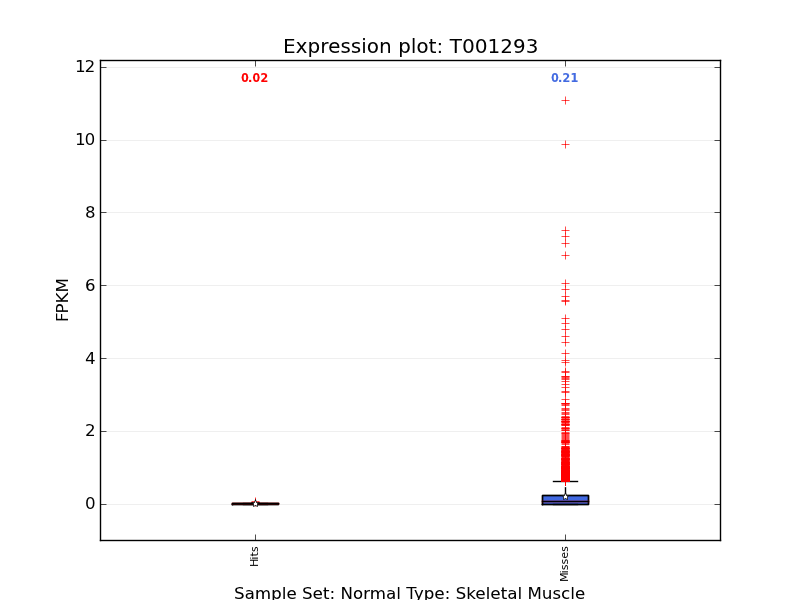 Expression plot: T001293
0.02
0.21
12
10
8
6
4
2
0
FPKM
Hits
Misses
Sample Set: Normal Type: Skeletal Muscle